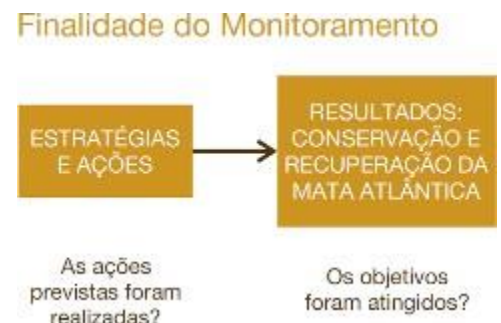 Finalidade do Monitoramento
ESTRATÉGIAS
E AÇÕES
RESULTADOS:
CONSERVAÇÃO E
RECUPERAÇÃO DA
MATA ATLÂNTICA
As ações
previstas foram
realizadas?
Os objetivos
foram atingidos?